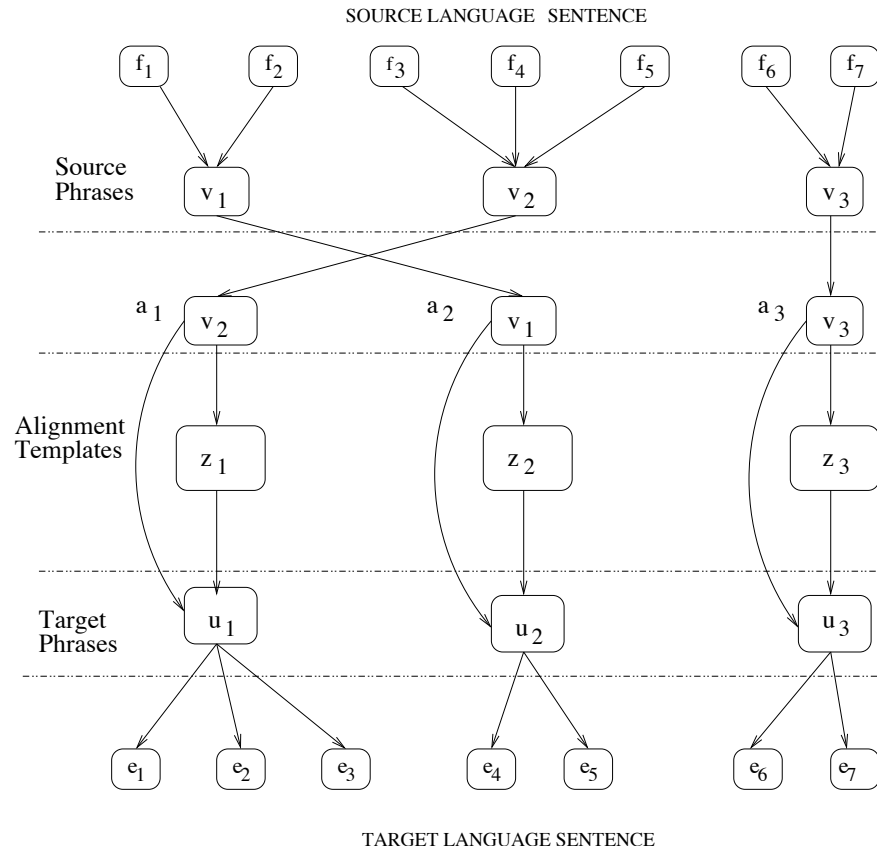 SOURCE LANGUAGE SENTENCE
f1 f2 f3 f4 f5 f6 f7
Source
Phrases
v1 v2 v3
a1 v2 a2 v1 a3 v3
Alignment
Templates
z1 z2 z3
Target
Phrases
u1 u2 u3
e1 e2 e3 e4 e5 e6 e7
TARGET LANGUAGE SENTENCE